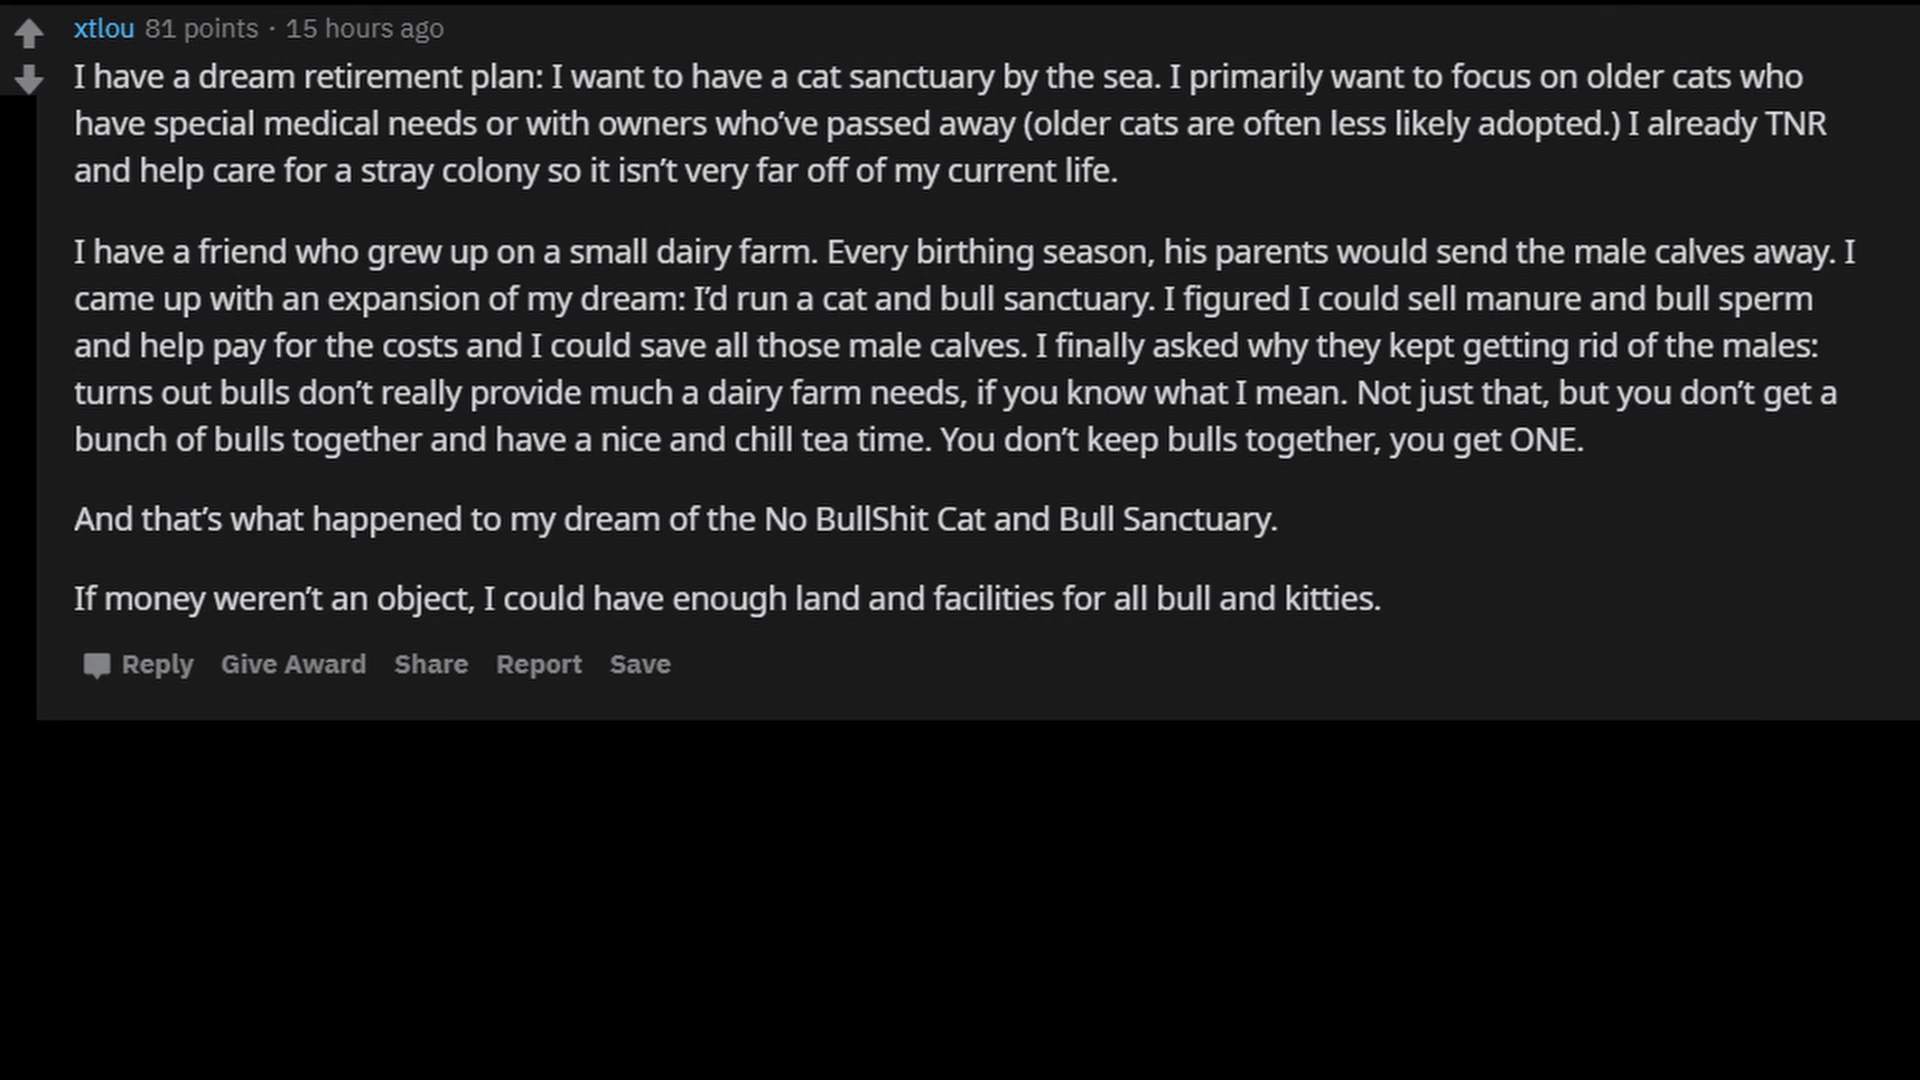 xtlou 81 points · 15 hours ago
I have a dream retirement plan: I want to have a cat sanctuary by the sea. I primarily want to focus on older cats who
have special medical needs or with owners who’ve passed away (older cats are often less likely adopted.) I already TNR
and help care for a stray colony so it isn’t very far off of my current life.
I have a friend who grew up on a small dairy farm. Every birthing season, his parents would send the male calves away. I
came up with an expansion of my dream: I’d run a cat and bull sanctuary. I figured I could sell manure and bull sperm
and help pay for the costs and I could save all those male calves. I finally asked why they kept getting rid of the males:
turns out bulls don’t really provide much a dairy farm needs, if you know what I mean. Not just that, but you don’t get a
bunch of bulls together and have a nice and chill tea time. You don’t keep bulls together, you get ONE.
And that’s what happened to my dream of the No BullShit Cat and Bull Sanctuary.
If money weren’t an object, I could have enough land and facilities for all bull and kitties.
Reply Give Award Share Report Save